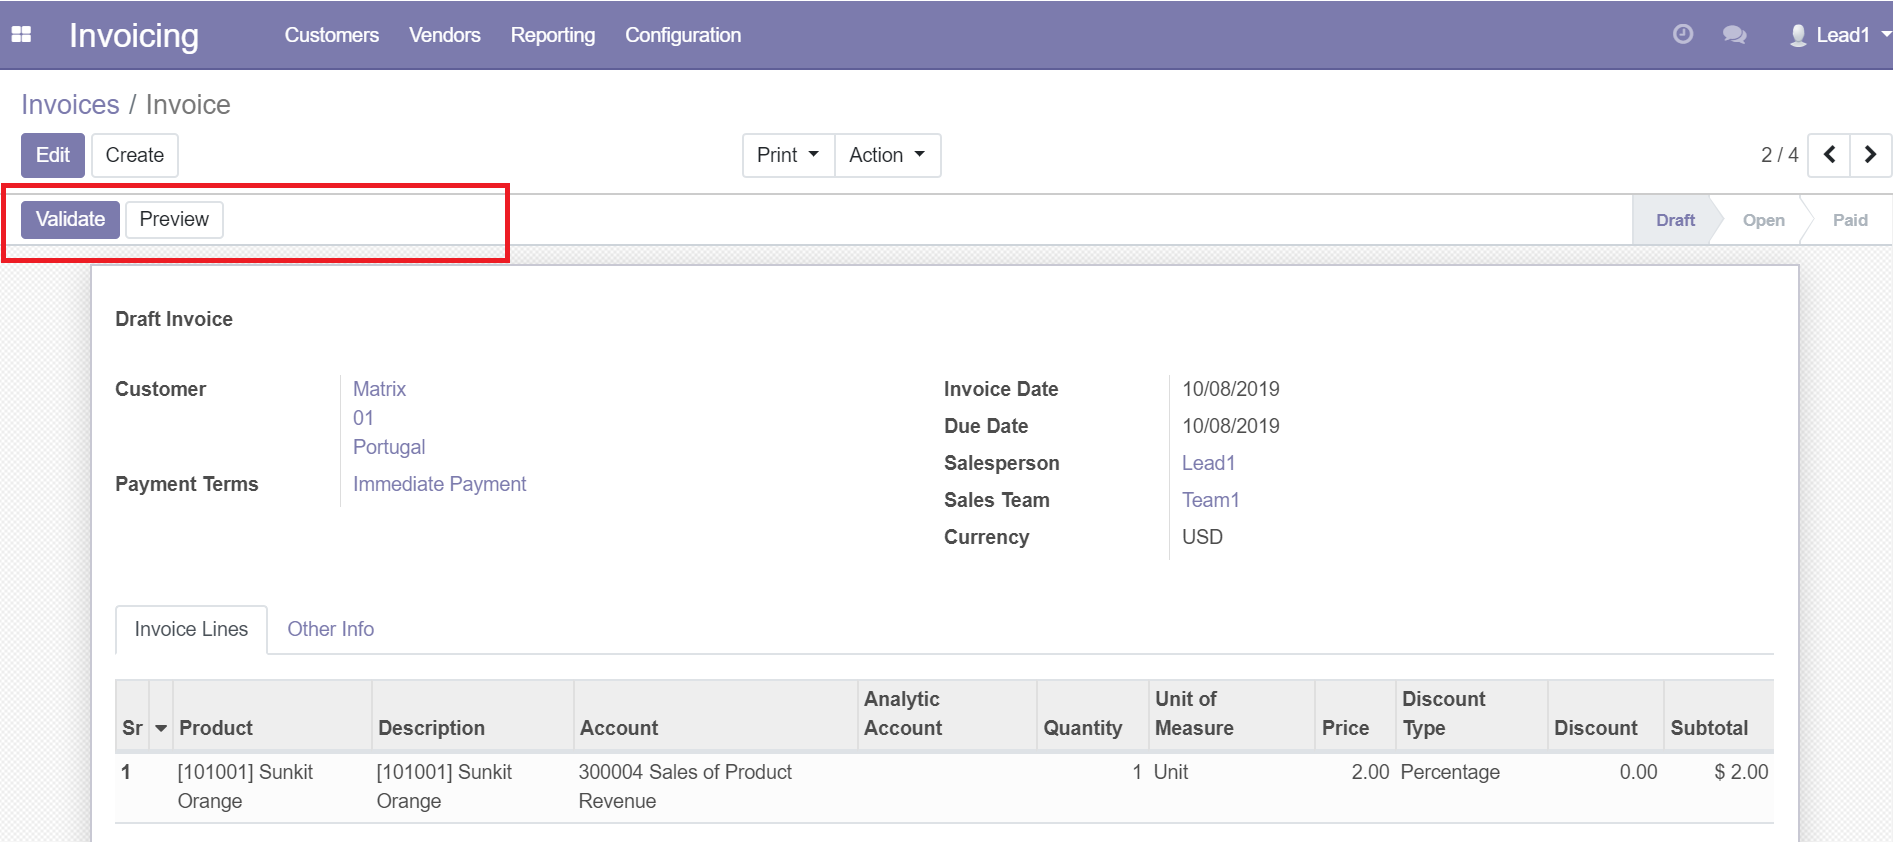 Invoicing Customers Vendors Reporting Configuration Lead1
Invoices / Invoice
Edit Create Print Action 2 / 4
Validate Preview Draft Open Paid
Draft Invoice
Customer Matrix Invoice Date 10/08/2019
01 Due Date 10/08/2019
Portugal Salesperson Lead1
Payment Terms Immediate Payment Sales Team Team1
Currency USD
Invoice Lines Other Info
Analytic Unit of Discount
Sr Product Description Account Account Quantity Measure Price Type Discount Subtotal
1 [101001] Sunkit [101001] Sunkit 300004 Sales of Product 1 Unit 2.00 Percentage 0.00 $ 2.00
Orange Orange Revenue